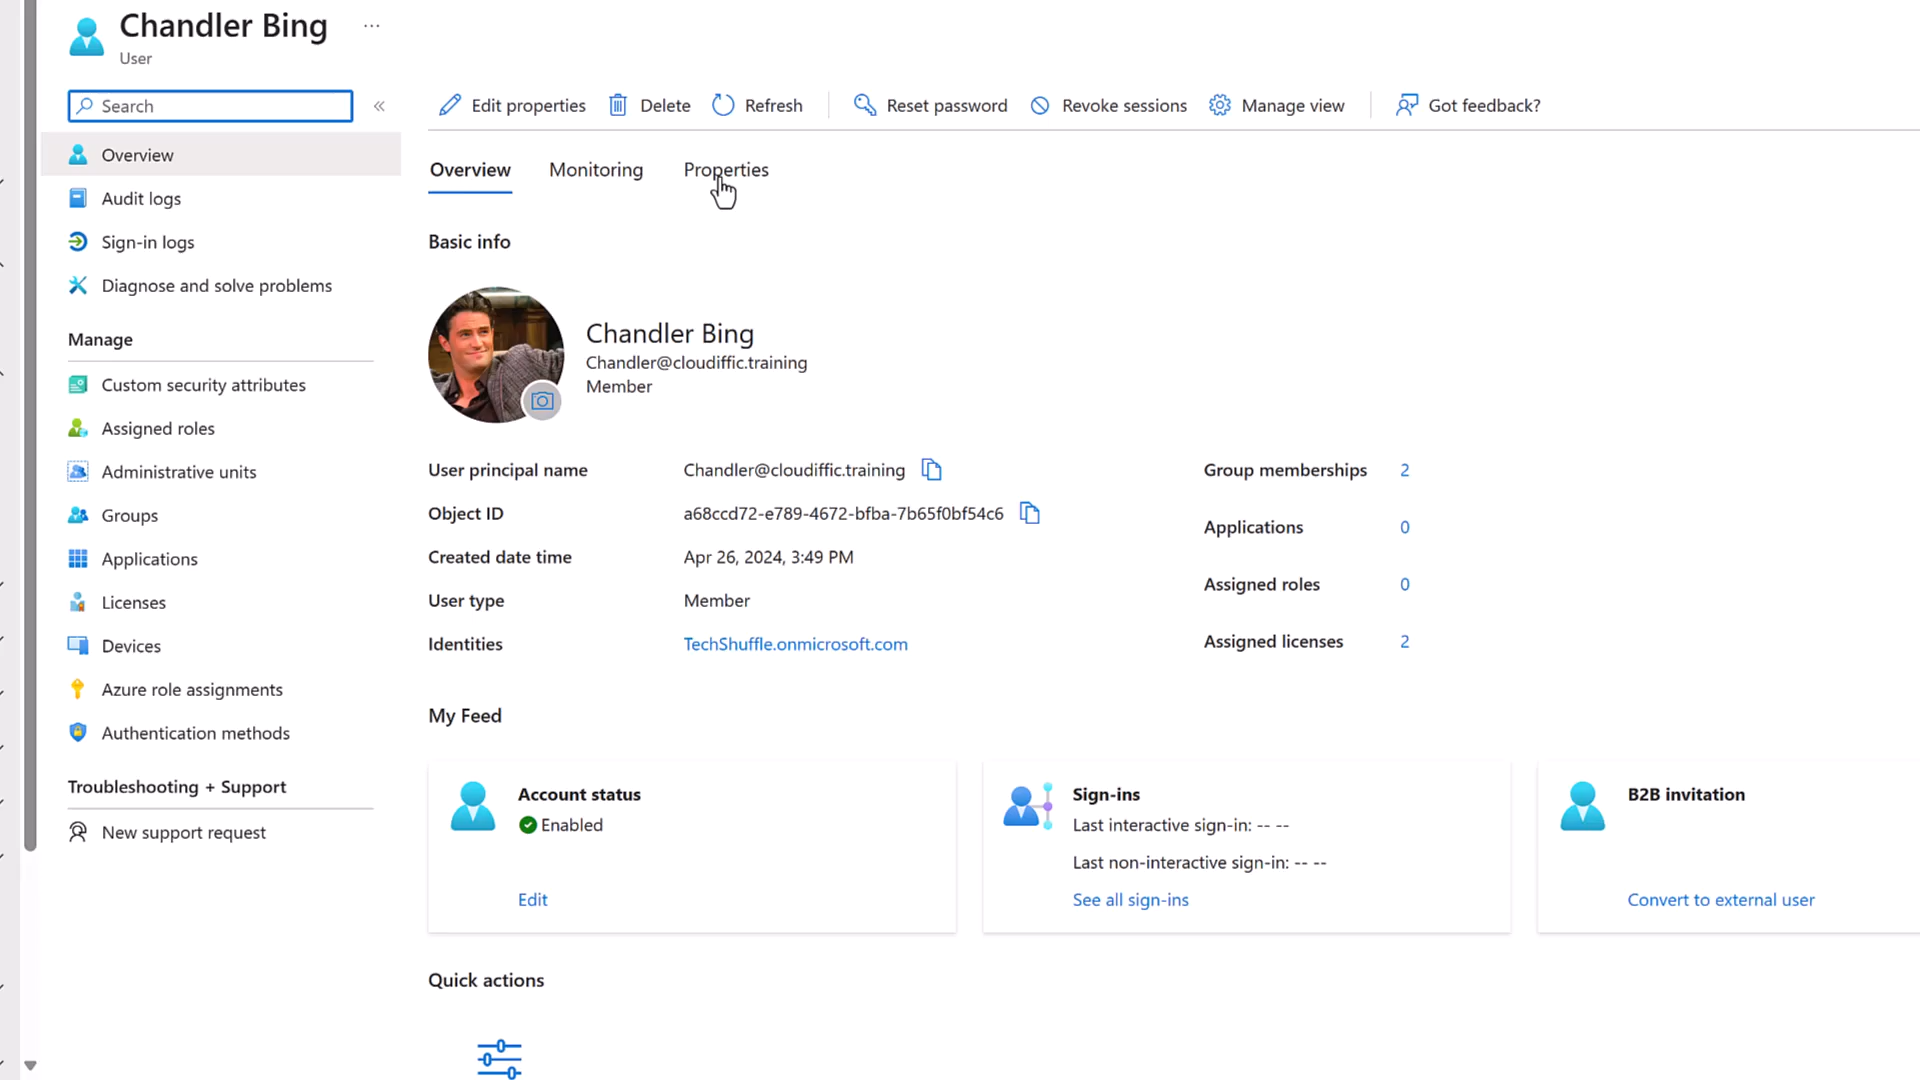 Chandler Bing
...
User
Search
«
Overview
Audit logs
Sign-in logs
Diagnose and solve problems
Manage
Custom security attributes
Assigned roles
Administrative units
Groups
Applications
Licenses
Devices
Azure role assignments
Authentication methods
Troubleshooting + Support
New support request
Edit properties
Delete
Refresh
Reset password
Revoke sessions
Manage view
Got feedback?
Overview
Monitoring
Properties
Basic info
Chandler Bing
Chandler@cloudiffic.training
Member
User principal name
Chandler@cloudiffic.training
Object ID
a68ccd72-e789-4672-bfba-7b65f0bf54c6
Created date time
Apr 26, 2024, 3:49 PM
User type
Member
Identities
TechShuffle.onmicrosoft.com
Group memberships
2
Applications
0
Assigned roles
0
Assigned licenses
2
My Feed
Account status
Enabled
Edit
Sign-ins
Last interactive sign-in: -- --
Last non-interactive sign-in: -- --
See all sign-ins
B2B invitation
Convert to external user
Quick actions